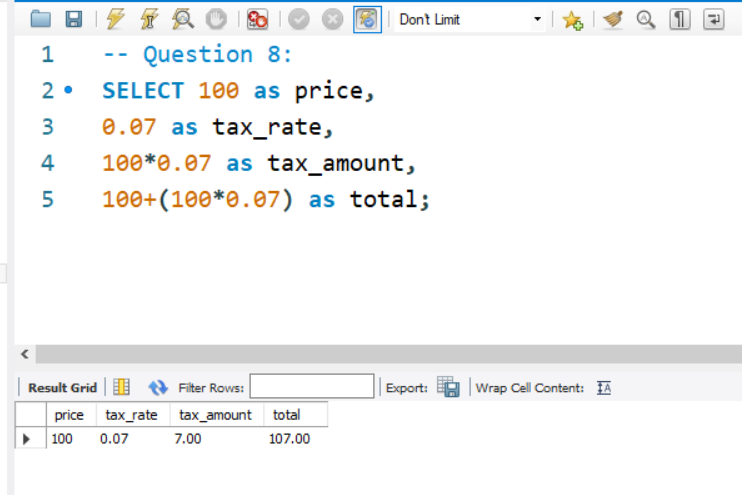 Don't Limit
1 -- Question 8:
2 SELECT 100 as price,
3 0.07 as tax_rate,
4 100*0.07 as tax_amount,
5 100+(100*0.07) as total;
Result Grid Filter Rows: Export: Wrap Cell Content:
price tax_rate tax_amount total
100 0.07 7.00 107.00